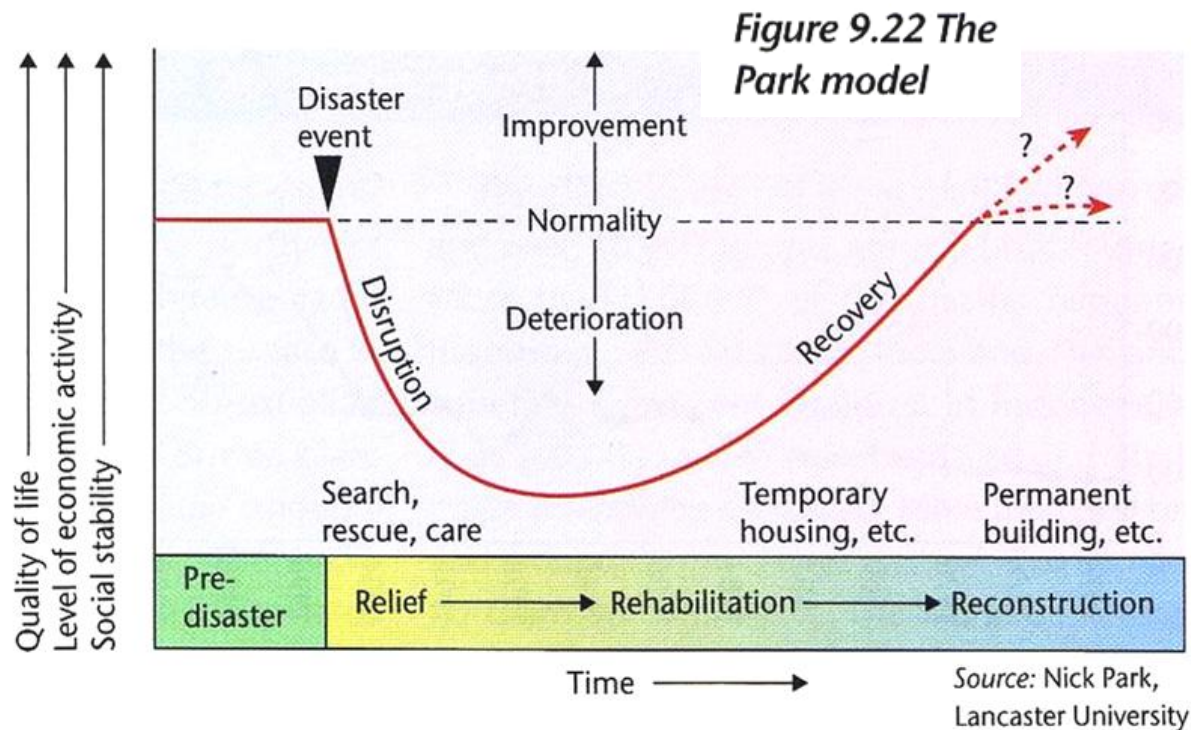 Figure 9.22 The
Park model
Quality of life
Level of economic activity
Social stability
Disaster
event
Improvement
Normality
Deterioration
Disruption
Recovery
?
?
Search,
rescue, care
Temporary
housing, etc.
Permanent
building, etc.
Pre-
disaster
Relief
Rehabilitation
Reconstruction
Time
Source: Nick Park,
Lancaster University